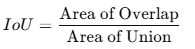 IoU = Area of Overlap / Area of Union